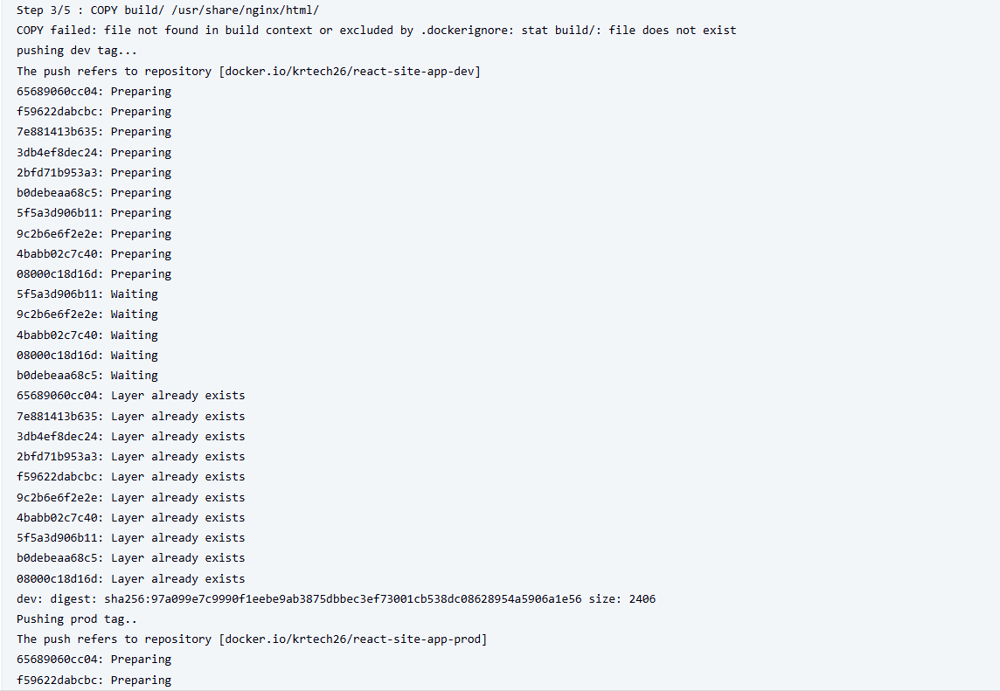 Step 3/5 : COPY build/ /usr/share/nginx/html/
COPY failed: file not found in build context or excluded by .dockerignore: stat build/: file does not exist
pushing dev tag...
The push refers to repository [docker.io/krtech26/react-site-app-dev]
65689060cc04: Preparing
f59622dabcbc: Preparing
7e881413b635: Preparing
3db4ef8dec24: Preparing
2bfd71b953a3: Preparing
b0debeaa68c5: Preparing
5f5a3d906b11: Preparing
9c2b6e6f2e2e: Preparing
4babb02c7c40: Preparing
08000c18d16d: Preparing
5f5a3d906b11: Waiting
9c2b6e6f2e2e: Waiting
4babb02c7c40: Waiting
08000c18d16d: Waiting
b0debeaa68c5: Waiting
65689060cc04: Layer already exists
7e881413b635: Layer already exists
3db4ef8dec24: Layer already exists
2bfd71b953a3: Layer already exists
f59622dabcbc: Layer already exists
9c2b6e6f2e2e: Layer already exists
4babb02c7c40: Layer already exists
5f5a3d906b11: Layer already exists
b0debeaa68c5: Layer already exists
08000c18d16d: Layer already exists
dev: digest: sha256:97a099e7c9990f1eebe9ab3875dbbec3ef73001cb538dc08628954a5906a1e56 size: 2406
Pushing prod tag..
The push refers to repository [docker.io/krtech26/react-site-app-prod]
65689060cc04: Preparing
f59622dabcbc: Preparing